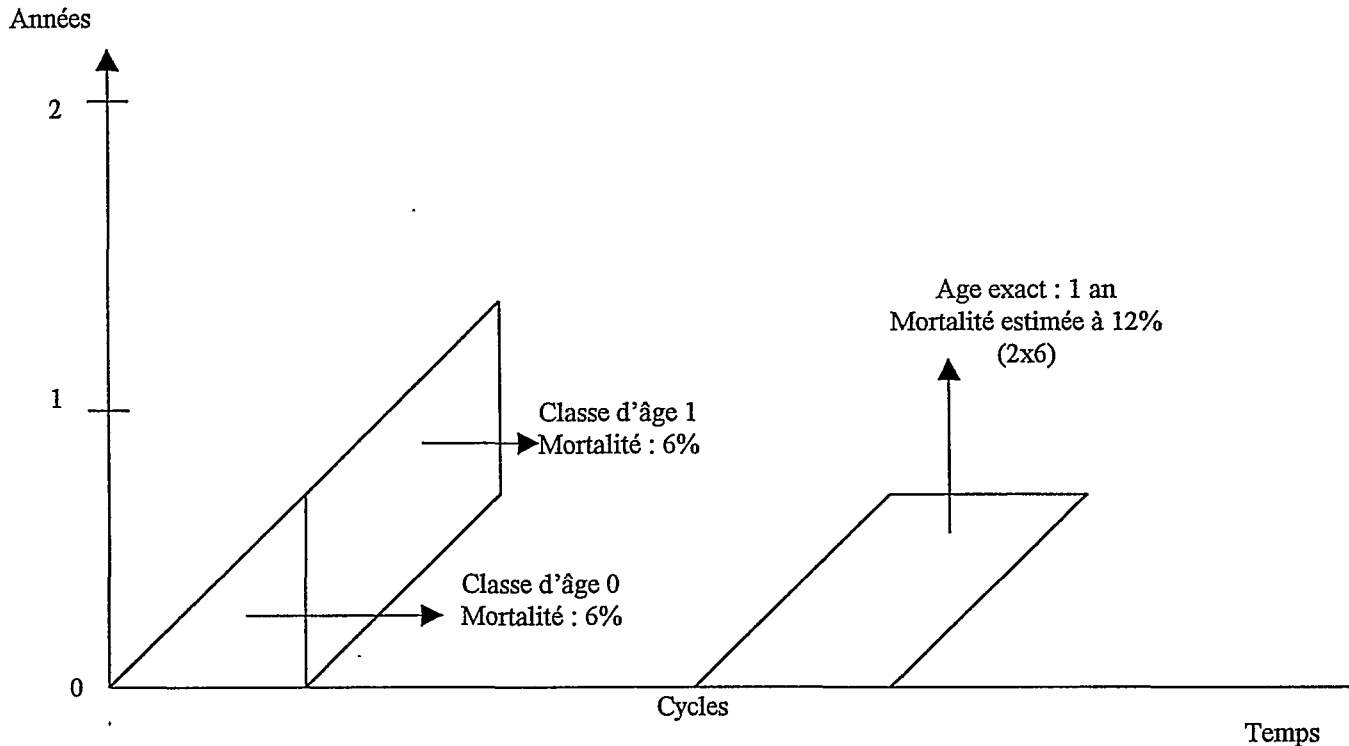 Années
2
Age exact : 1 an
Mortalité estimée à 12%
(2x6)
1
Classe d'âge 1
Mortalité : 6%
Classe d'âge 0
Mortalité : 6%
0
Cycles
Temps